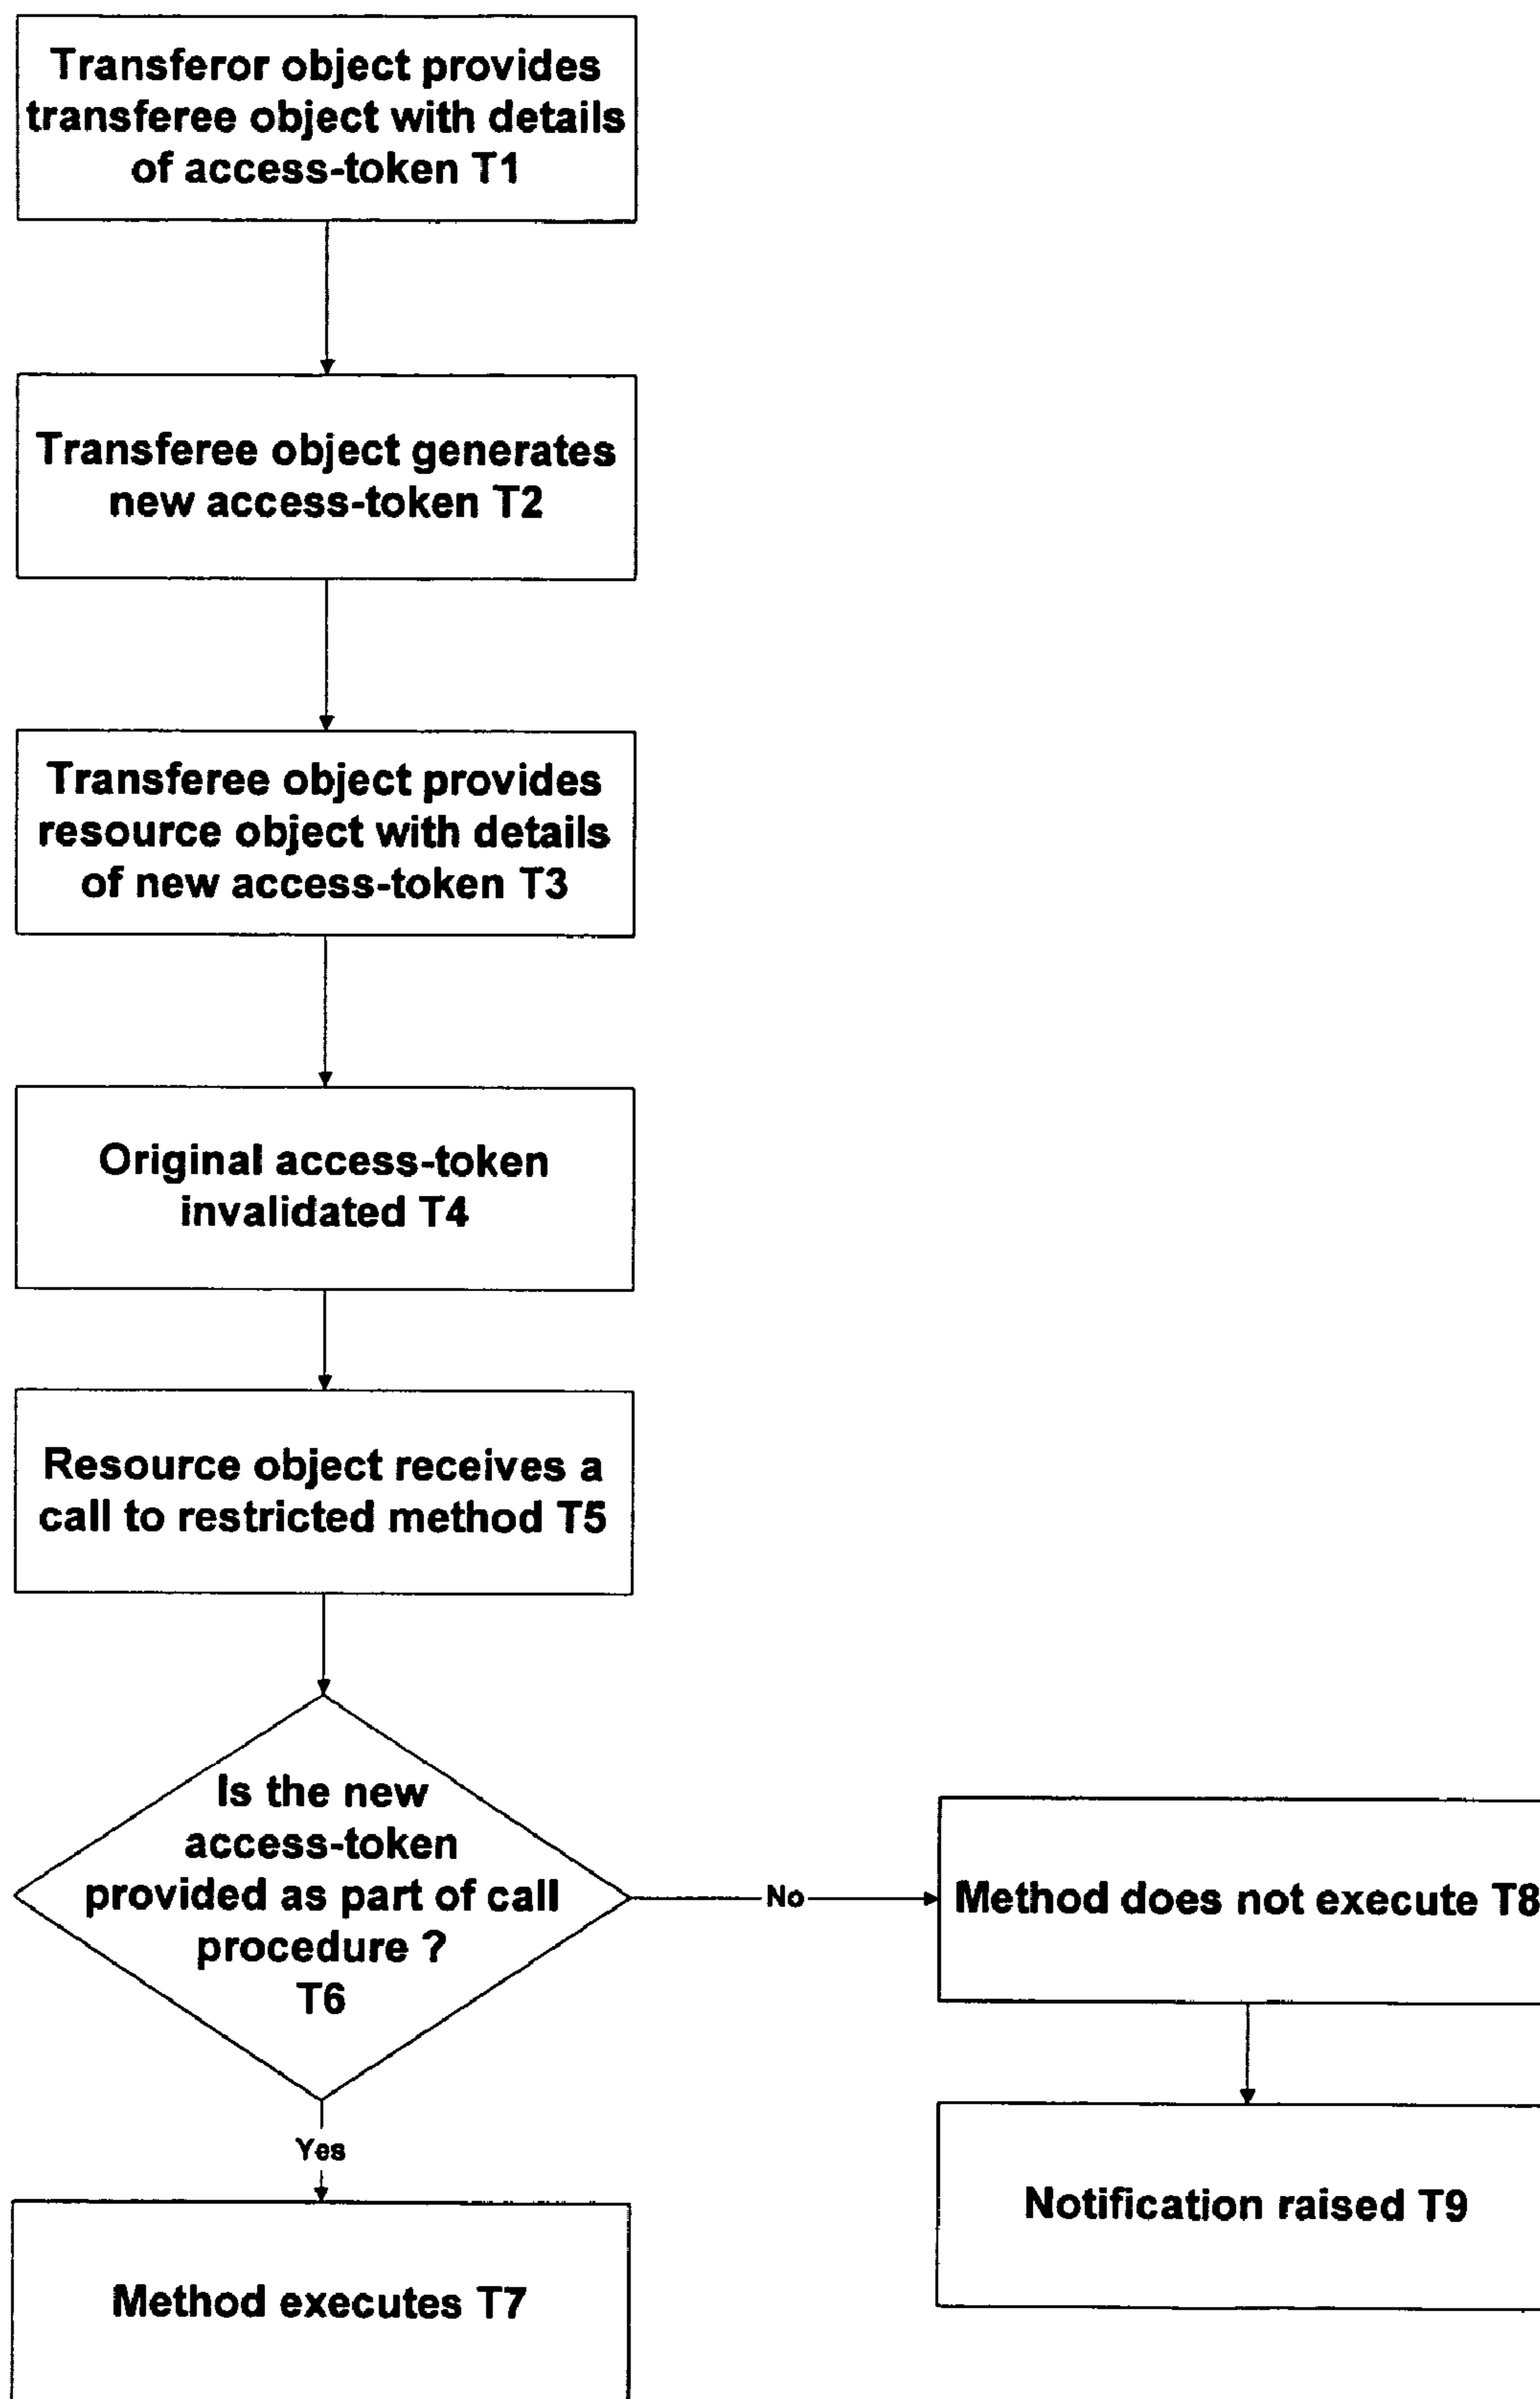 Transferor object provides
transferee object with details
of access-token T1
Transferee object generates
new access-token T2
Transferee object provides
resource object with details
of new access-token T3
Original access-token
invalidated T4
Resource object receives a
call to restricted method T5
Is the new
access-token
provided as part of call
procedure ?
T6
No
Method does not execute T8
Yes
Notification raised T9
Method executes T7